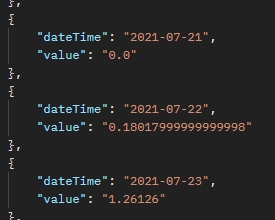 },
{
"dateTime": "2021-07-21",
"value": "0.0"
},
{
"dateTime": "2021-07-22",
"value": "0.18017999999999998"
},
{
"dateTime": "2021-07-23",
"value": "1.26126"
},